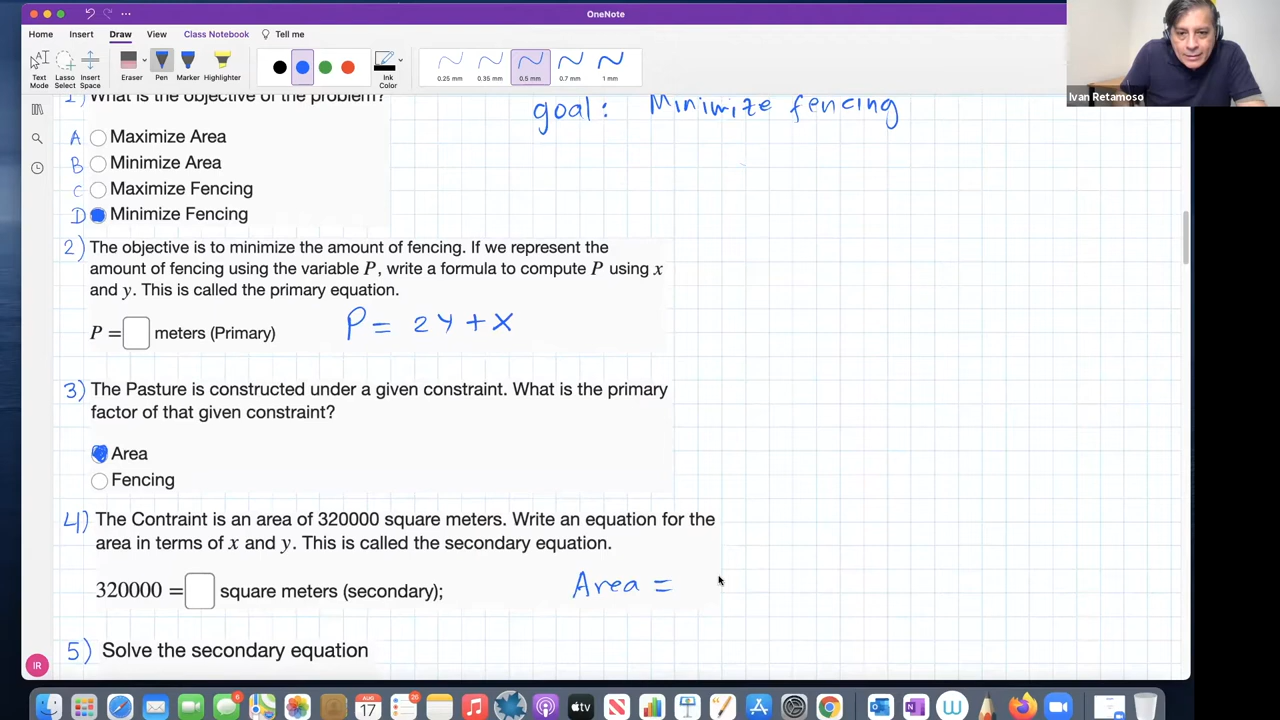 OneNote
Home Insert Draw View Class Notebook Tell me
Text Mode Lasso Select Insert Space Eraser Pen Marker Highlighter Ink Color 0.25 mm 0.35 mm 0.5 mm 0.7 mm 1 mm
Ivan Retamoso
1) What is the objective of the problem?
goal: Minimize fencing
A Maximize Area
B Minimize Area
C Maximize Fencing
D Minimize Fencing
2) The objective is to minimize the amount of fencing. If we represent the
amount of fencing using the variable P, write a formula to compute P using x
and y. This is called the primary equation.
P = meters (Primary) P = 2y + x
3) The Pasture is constructed under a given constraint. What is the primary
factor of that given constraint?
Area
Fencing
4) The Contraint is an area of 320000 square meters. Write an equation for the
area in terms of x and y. This is called the secondary equation.
320000 = square meters (secondary); Area =
5) Solve the secondary equation
IR
AUG
17
6
26
tv